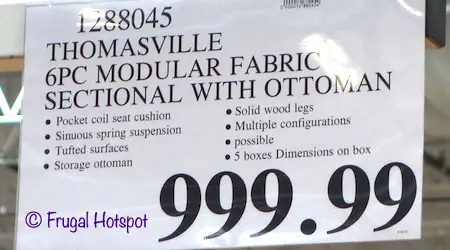 1288045
THOMASVILLE
6PC MODULAR FABRIC
SECTIONAL WITH OTTOMAN
• Pocket coil seat cushion
• Sinuous spring suspension
• Tufted surfaces
• Storage ottoman
• Solid wood legs
• Multiple configurations
• possible
• 5 boxes Dimensions on box
999.99
© Frugal Hotspot